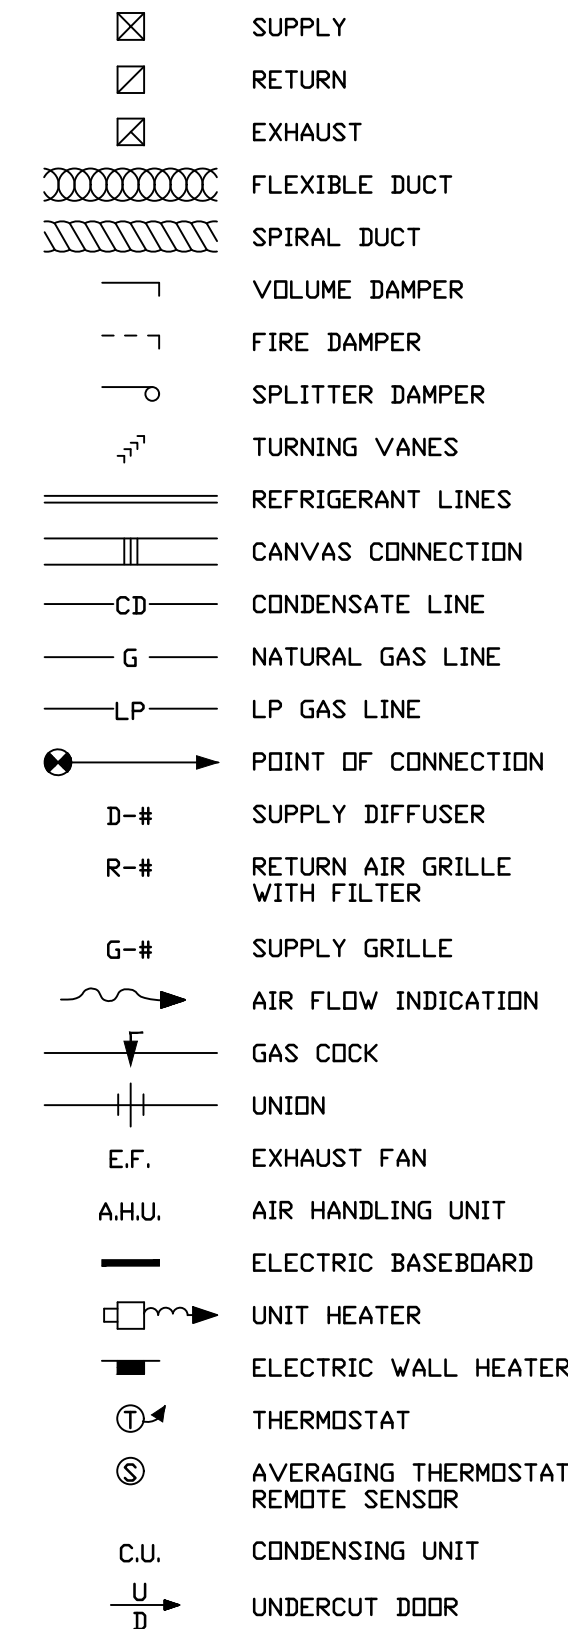 SUPPLY
RETURN
EXHAUST
FLEXIBLE DUCT
SPIRAL DUCT
VOLUME DAMPER
FIRE DAMPER
SPLITTER DAMPER
TURNING VANES
REFRIGERANT LINES
CANVAS CONNECTION
CD CONDENSATE LINE
G NATURAL GAS LINE
LP LP GAS LINE
POINT OF CONNECTION
D-# SUPPLY DIFFUSER
R-# RETURN AIR GRILLE
WITH FILTER
G-# SUPPLY GRILLE
AIR FLOW INDICATION
GAS COCK
UNION
E.F. EXHAUST FAN
A.H.U. AIR HANDLING UNIT
ELECTRIC BASEBOARD
UNIT HEATER
ELECTRIC WALL HEATER
T THERMOSTAT
S AVERAGING THERMOSTAT
REMOTE SENSOR
C.U. CONDENSING UNIT
U
D UNDERCUT DOOR